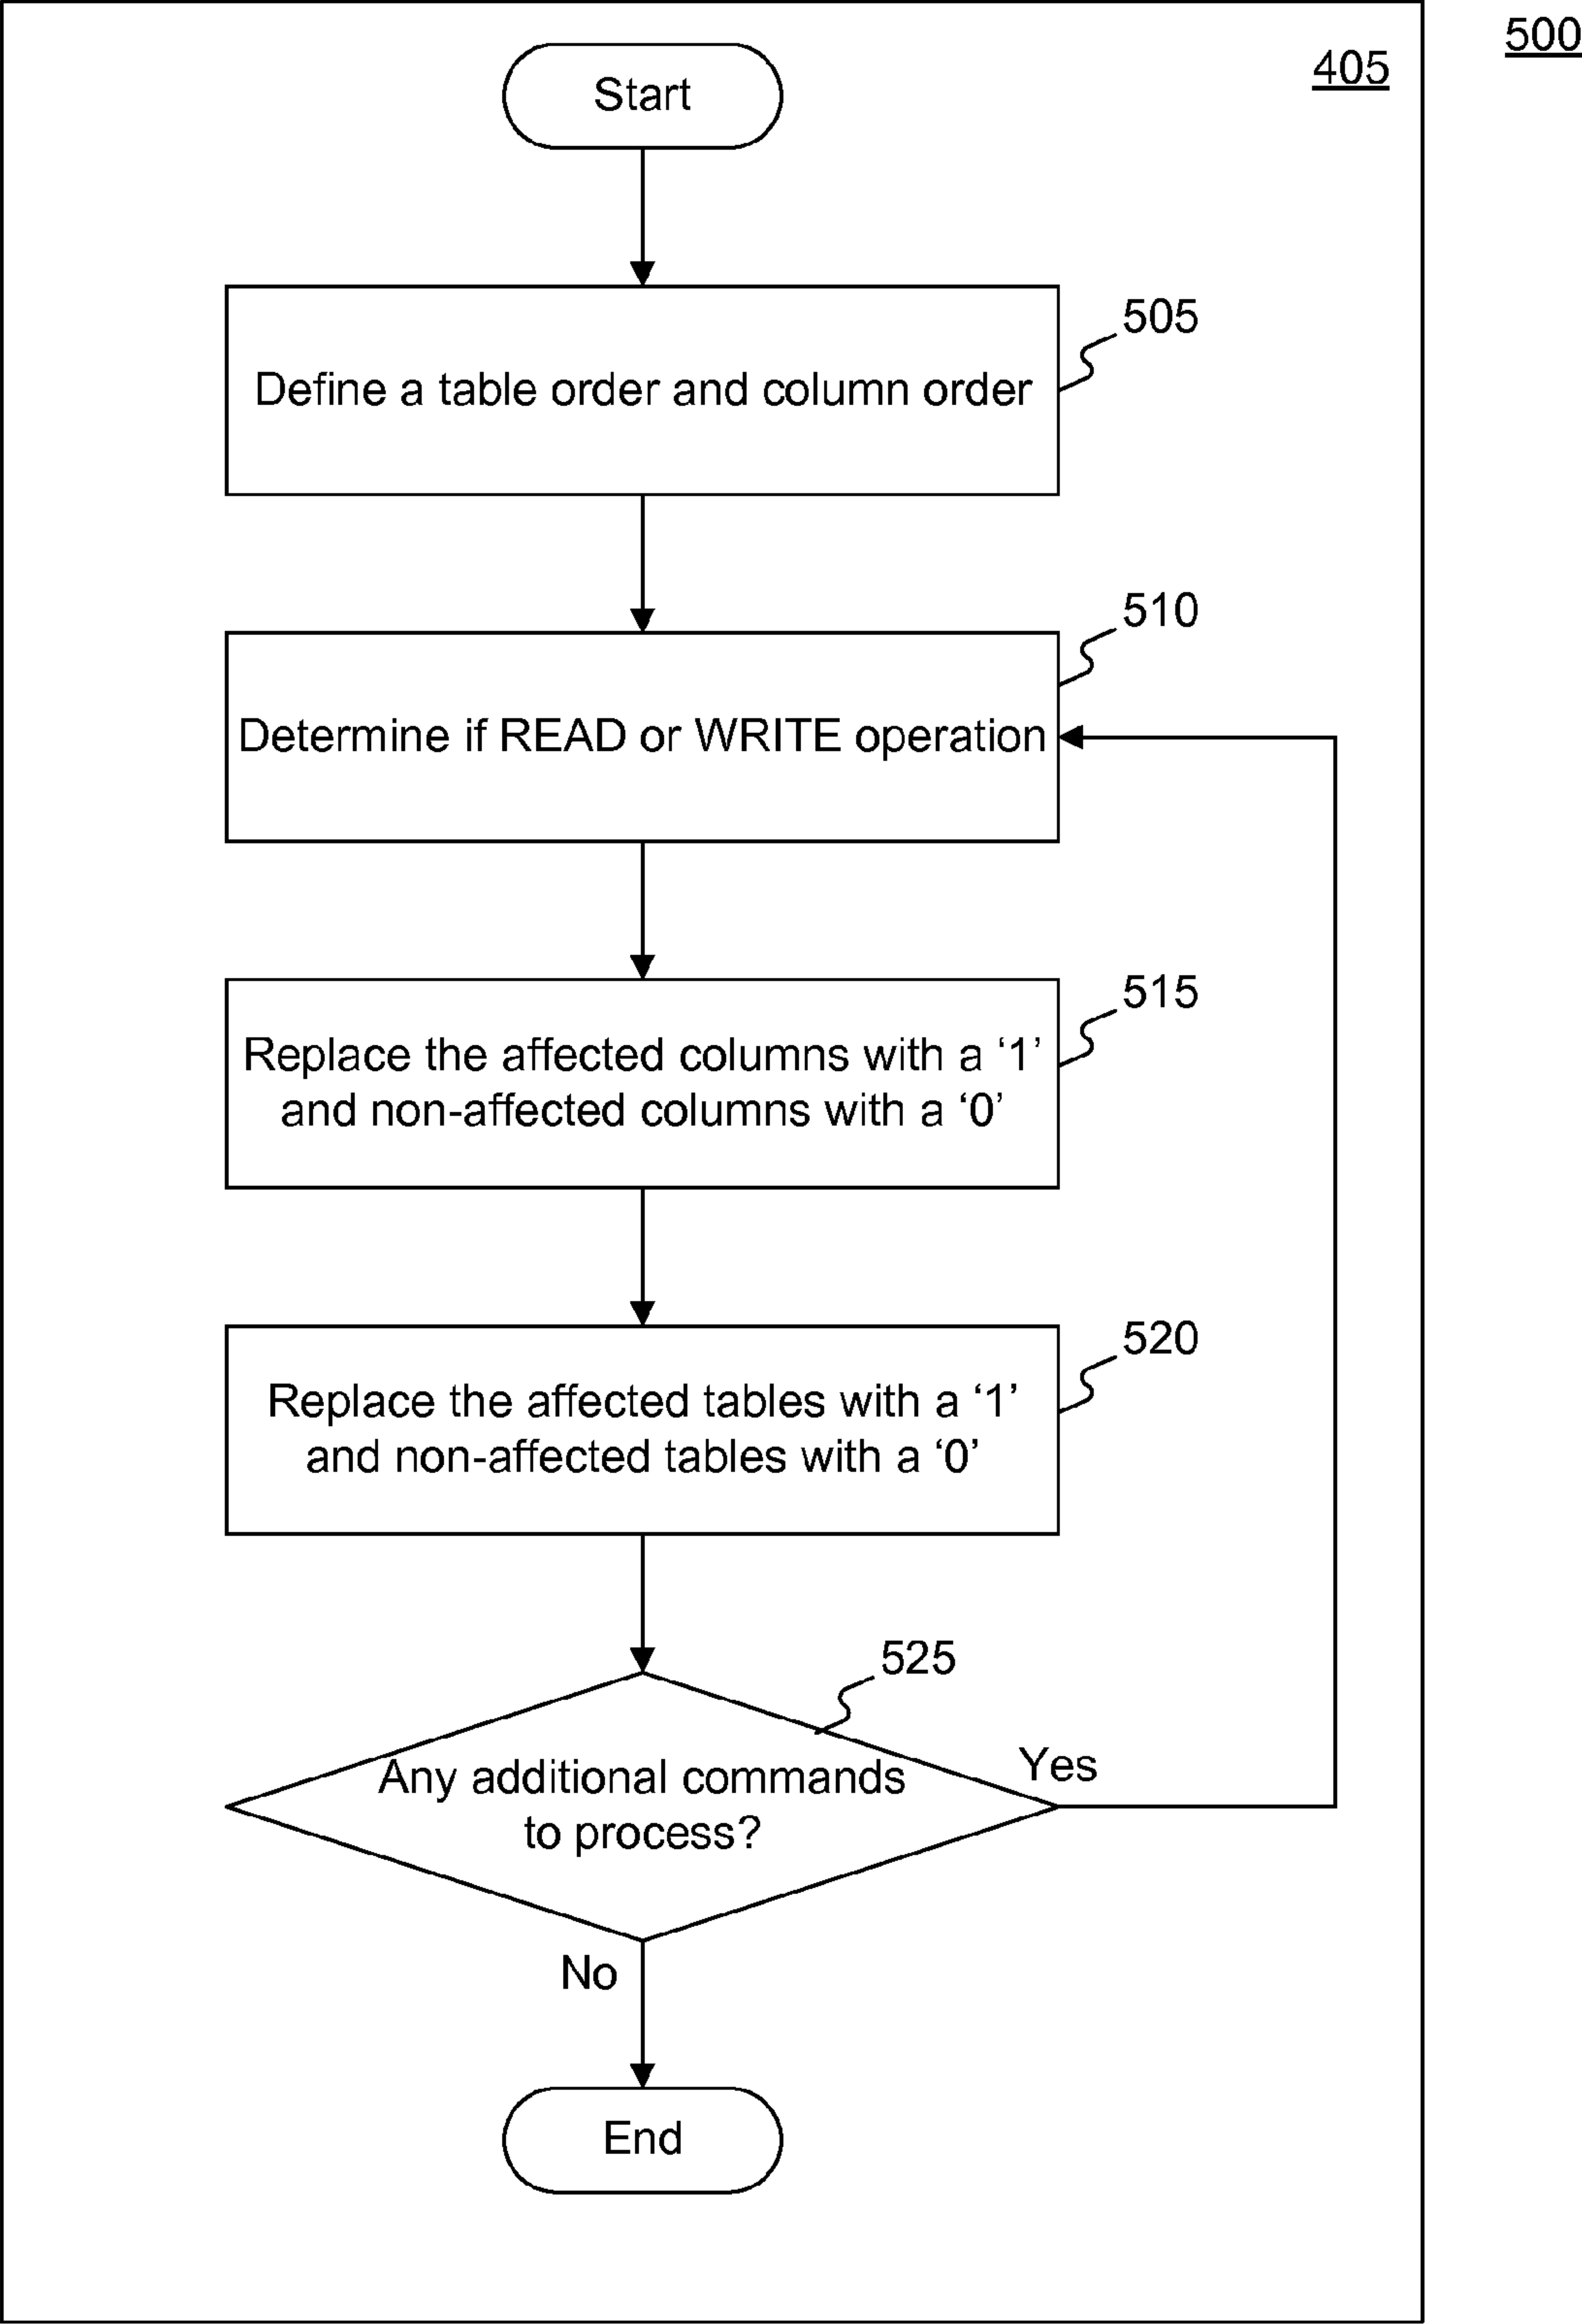 500
405
Start
505
Define a table order and column order
510
Determine if READ or WRITE operation
515
Replace the affected columns with a ‘1’
and non-affected columns with a ‘0’
520
Replace the affected tables with a ‘1’
and non-affected tables with a ‘0’
525
Any additional commands
to process?
Yes
No
End